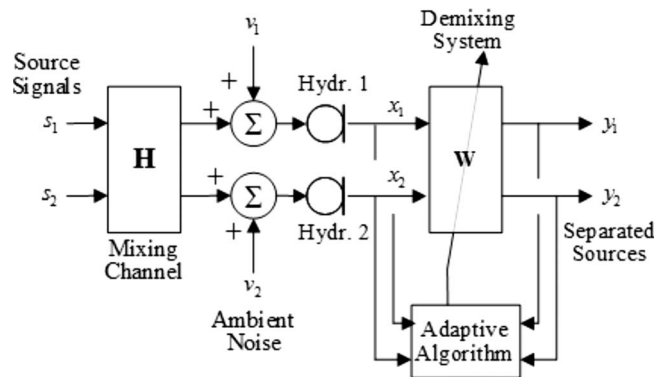 Source
Signals
s₁
s₂
H
Mixing
Channel
v₁
+
+
Σ
Hydr. 1
+
Σ
+
Hydr. 2
v₂
Ambient
Noise
x₁
x₂
Demixing
System
W
y₁
y₂
Separated
Sources
Adaptive
Algorithm